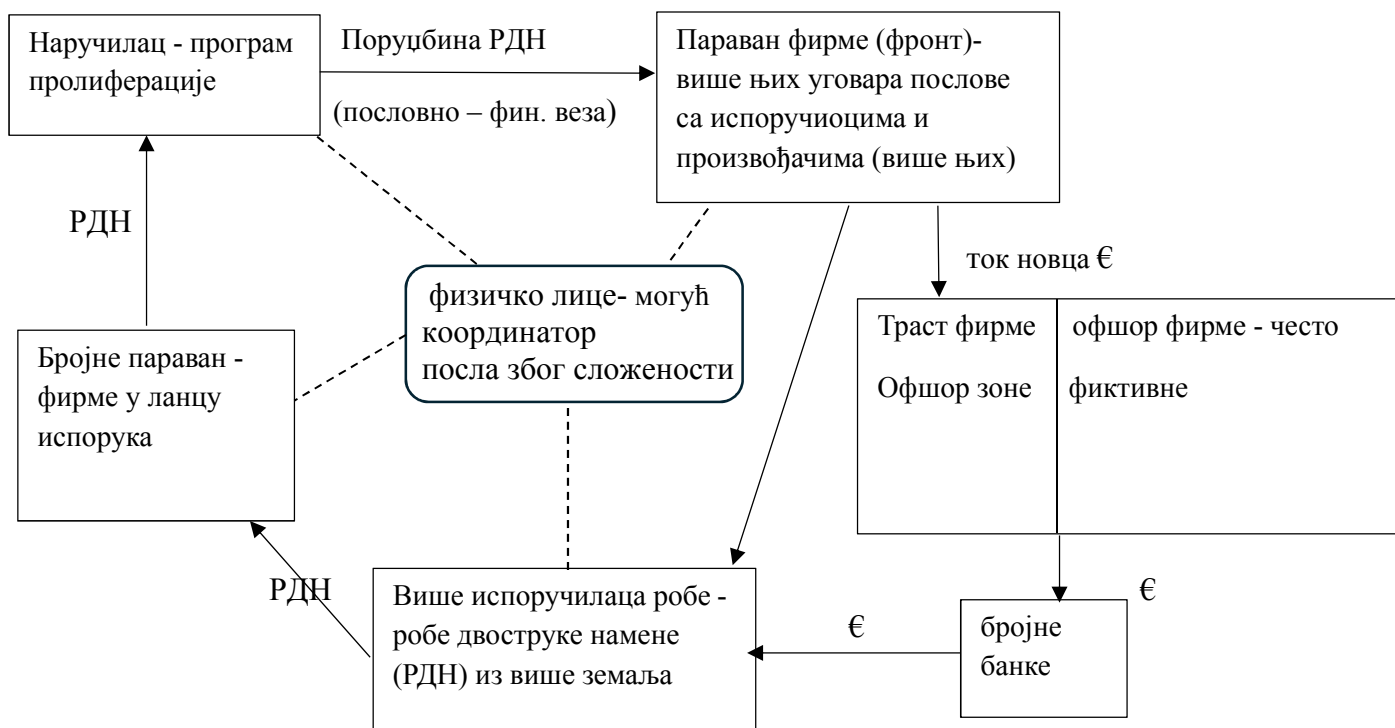 Наручилац - програм
пролиферације
Поруџбина РДН
(пословно – фин. веза)
Параван фирме (фронт)-
више њих уговара послове
са испоручиоцима и
произвођачима (више њих)
РДН
ток новца €
физичко лице- могућ
координатор
посла због сложености
Траст фирме
Офшор зоне
офшор фирме - често
фиктивне
Бројне параван -
фирме у ланцу
испорука
РДН
Више испоручилаца робе -
робе двоструке намене
(РДН) из више земаља
€
€
бројне
банке